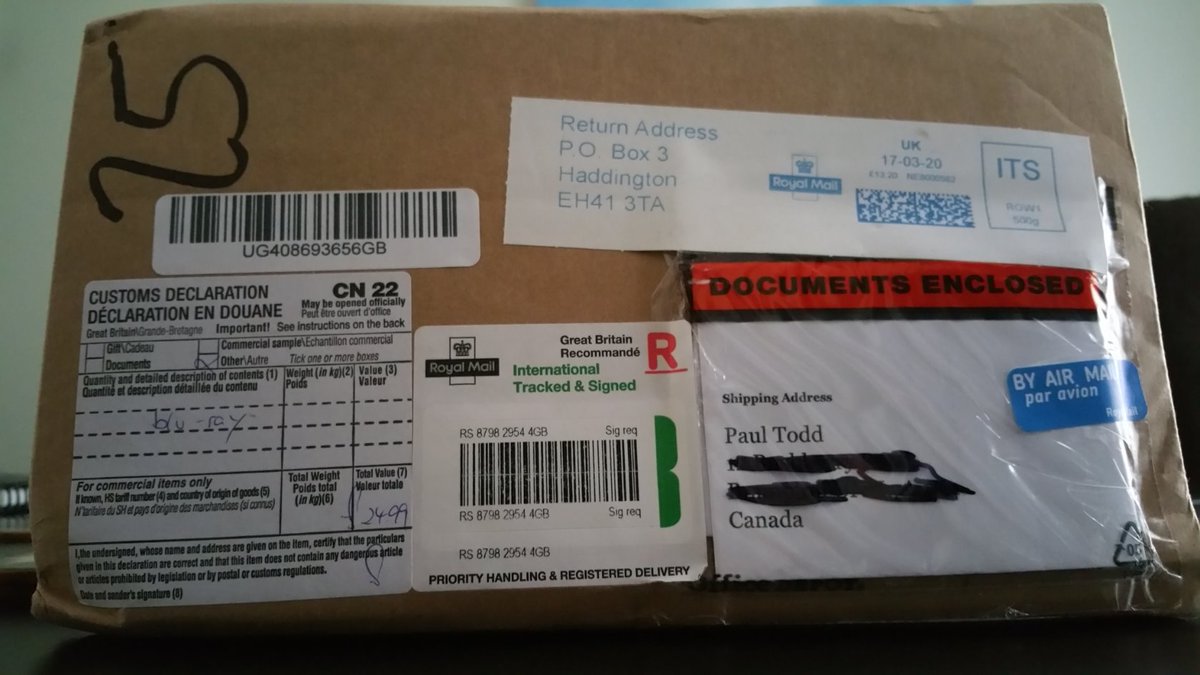 25
UG408693656GB
Return Address
P.O. Box 3
Haddington
EH41 3TA
Royal Mail
UK
17-03-20
£13.20 NE8000562
ITS
ROW1
500g
CUSTOMS DECLARATION
DÉCLARATION EN DOUANE
CN 22
May be opened officially
Peut être ouvert d'office
Great Britain\Grande-Bretagne
Important! See instructions on the back
Gift\Cadeau
Documents
Commercial sample\Echantillon commercial
Other\Autre
Tick one or more boxes
Quantity and detailed description of contents (1)
Quantité et description détaillée du contenu
Weight (in kg)(2)
Poids
Value (3)
Valeur
blu-ray
For commercial items only
If known, HS tariff number (4) and country of origin of goods (5)
N°tarifaire du SH et pays d'origine des marchandises (si connus)
Total Weight
Poids total
(in kg)(6)
Total Value (7)
Valeur totale
£24.99
I, the undersigned, whose name and address are given on the item, certify that the particulars
given in this declaration are correct and that this item does not contain any dangerous article
or articles prohibited by legislation or by postal or customs regulations.
Date and sender's signature (8)
Royal Mail
Great Britain
Recommandé
R
International
Tracked & Signed
RS 8798 2954 4GB Sig req
RS 8798 2954 4GB Sig req
RS 8798 2954 4GB
PRIORITY HANDLING & REGISTERED DELIVERY
DOCUMENTS ENCLOSED
BY AIR MAIL
par avion
Shipping Address
Paul Todd
Canada